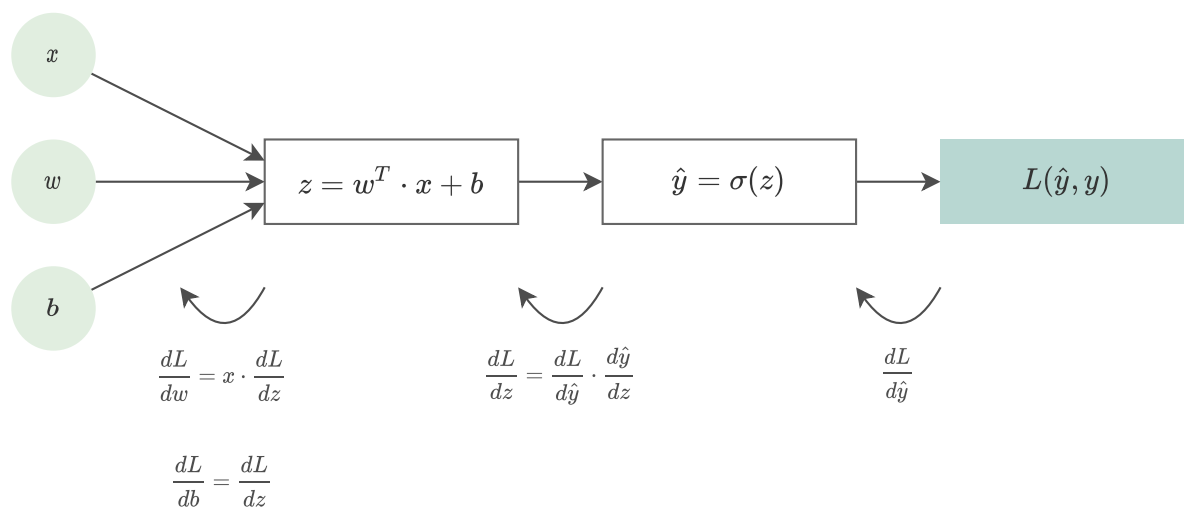 x
w
b
z = w^T · x + b
ŷ = σ(z)
L(ŷ, y)
dL/dw = x · dL/dz
dL/dz = dL/dŷ · dŷ/dz
dL/dŷ
dL/db = dL/dz